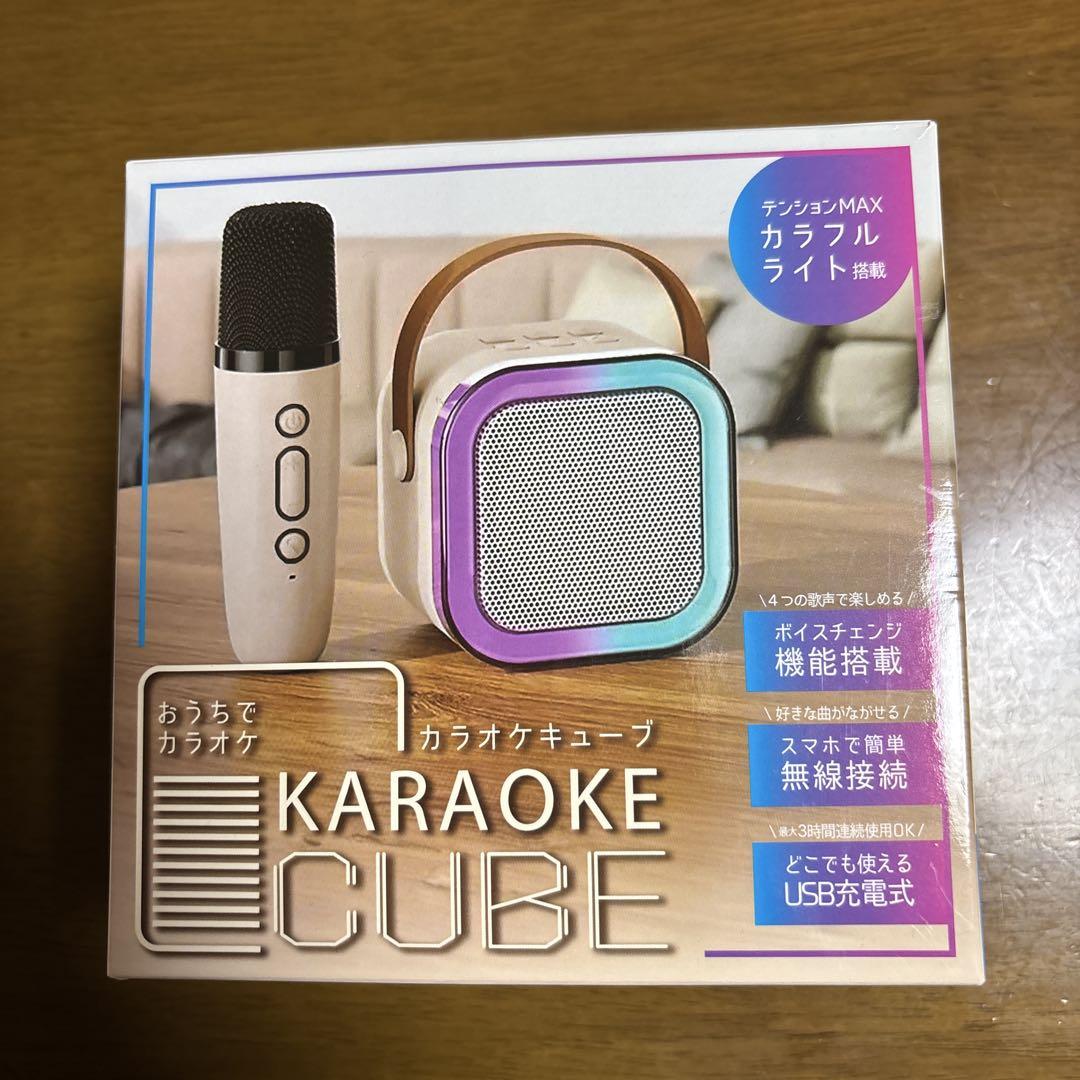 テンションMAX
カラフル
ライト搭載
\4つの歌声で楽しめる/
ボイスチェンジ
機能搭載
\好きな曲がながせる/
スマホで簡単
無線接続
\最大3時間連続使用OK/
どこでも使える
USB充電式
おうちで
カラオケ
カラオケキューブ
KARAOKE
CUBE